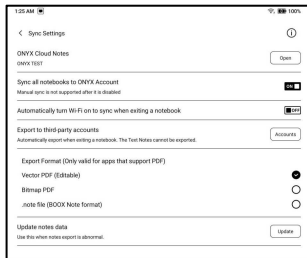 1:25 AM
100%
Sync Settings
ONYX Cloud Notes
ONYX TEST
Open
Sync all notebooks to ONYX Account
Manual sync is not supported after it is disabled
ON
Automatically turn Wi-Fi on to sync when exiting a notebook
OFF
Export to third-party accounts
Automatically export when exiting a notebook. The Text Notes cannot be exported.
Accounts
Export Format (Only valid for apps that support PDF)
Vector PDF (Editable)
Bitmap PDF
.note file (BOOX Note format)
Update notes data
Use this when notes export is abnormal.
Update